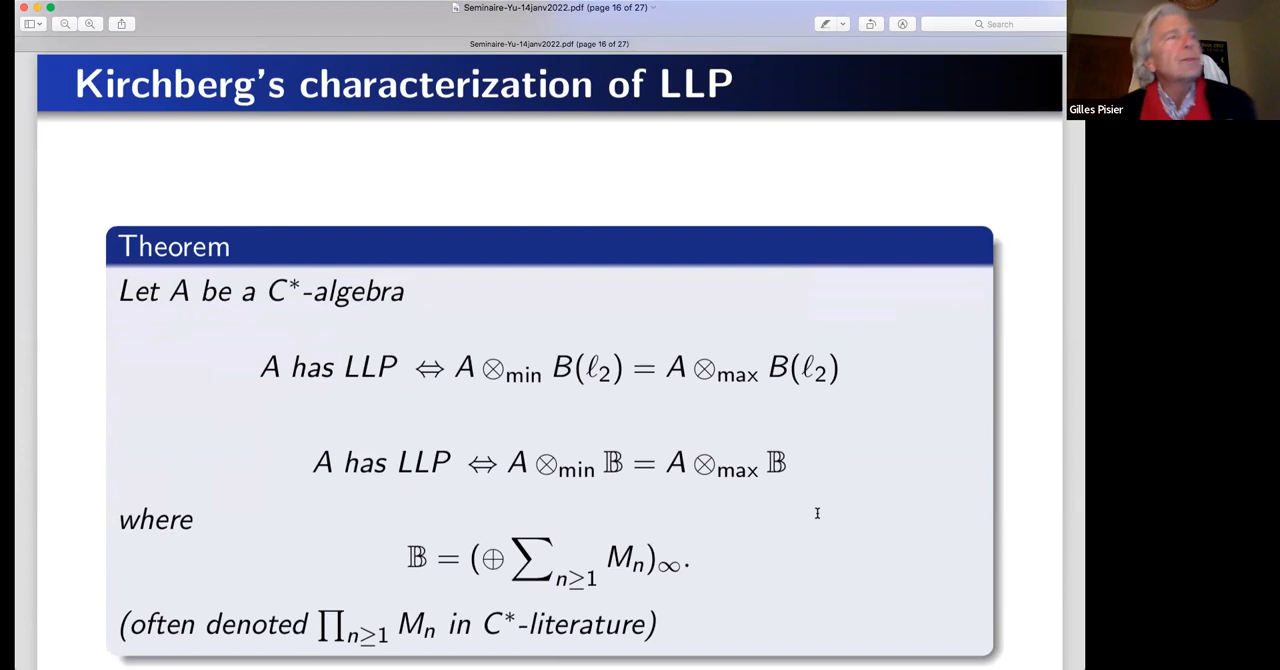 Seminaire-Yu-14janv2022.pdf (page 16 of 27)
Search
Seminaire-Yu-14janv2022.pdf (page 16 of 27)
Gilles Pisier
Kirchberg's characterization of LLP
Theorem
Let A be a C*-algebra
A has LLP ⇔ A ⊗min B(ℓ₂) = A ⊗max B(ℓ₂)
A has LLP ⇔ A ⊗min 𝔹 = A ⊗max 𝔹
where
𝔹 = (⊕ ∑n≥1 Mn)∞.
(often denoted ∏n≥1 Mn in C*-literature)